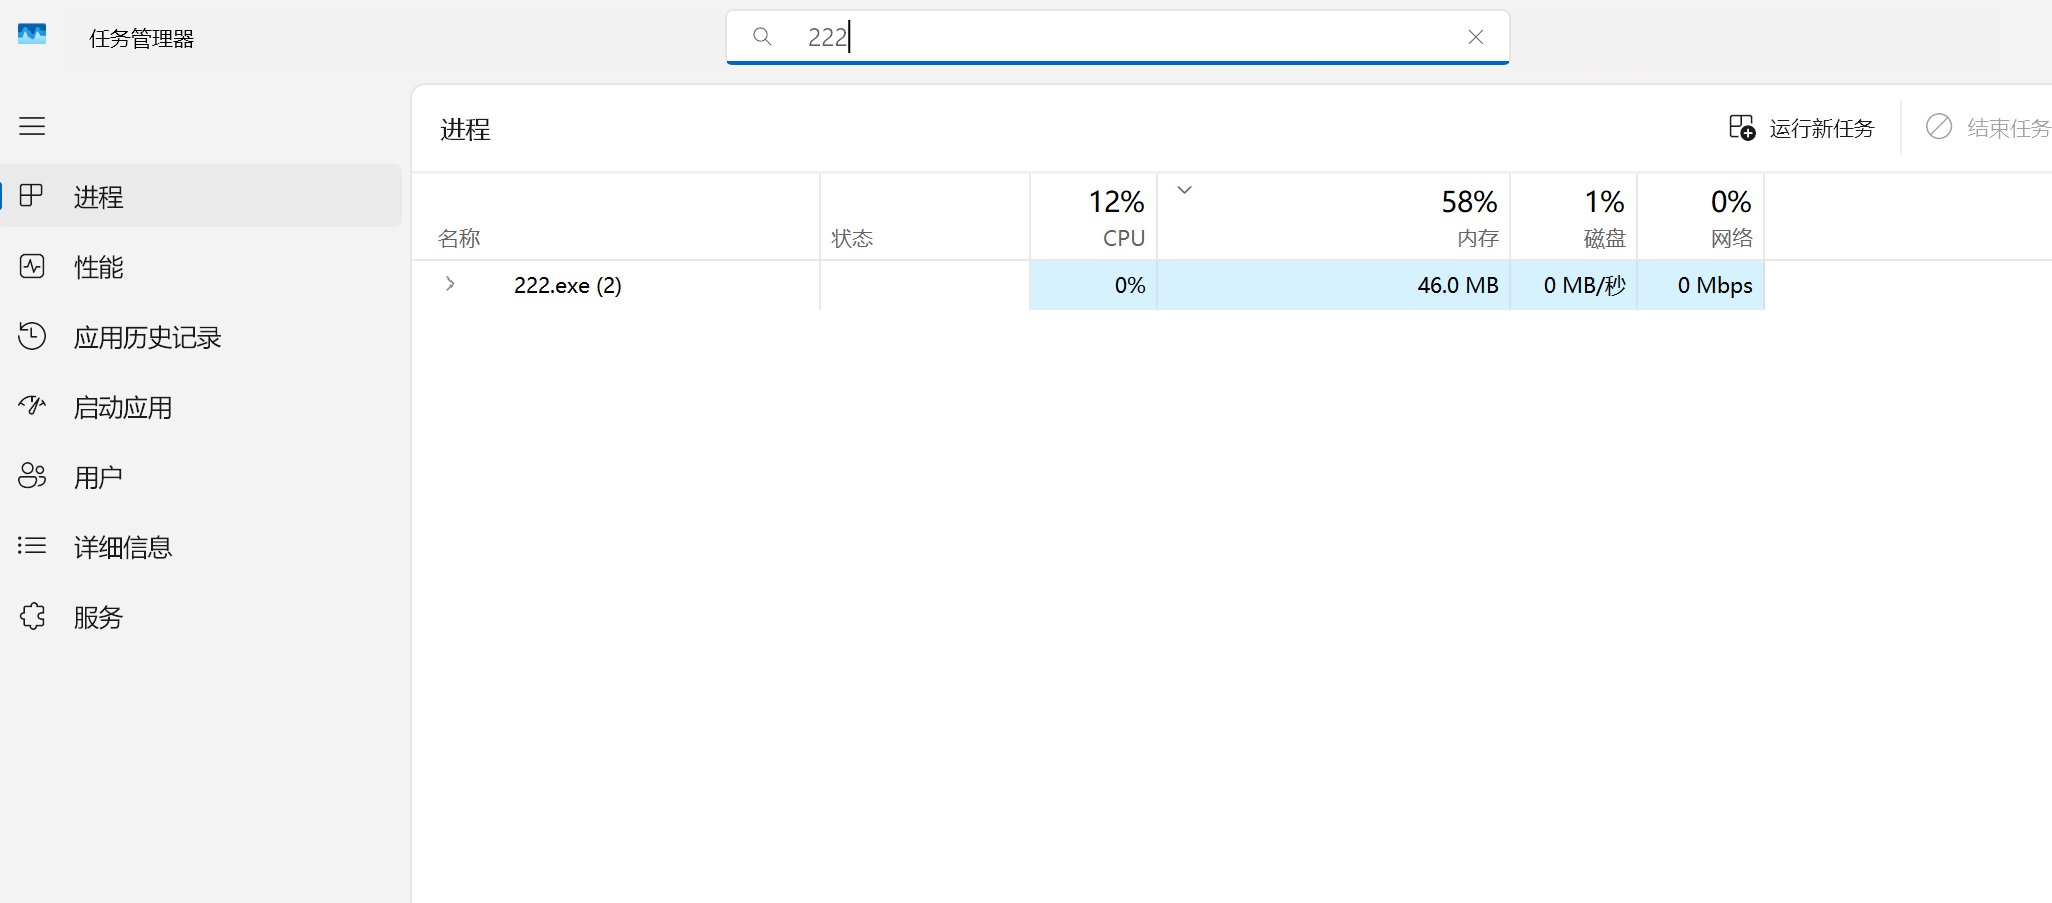 任务管理器
222
进程
运行新任务
结束任务
12% 58% 1% 0%
名称 状态 CPU 内存 磁盘 网络
222.exe (2) 0% 46.0 MB 0 MB/秒 0 Mbps
进程
性能
应用历史记录
启动应用
用户
详细信息
服务